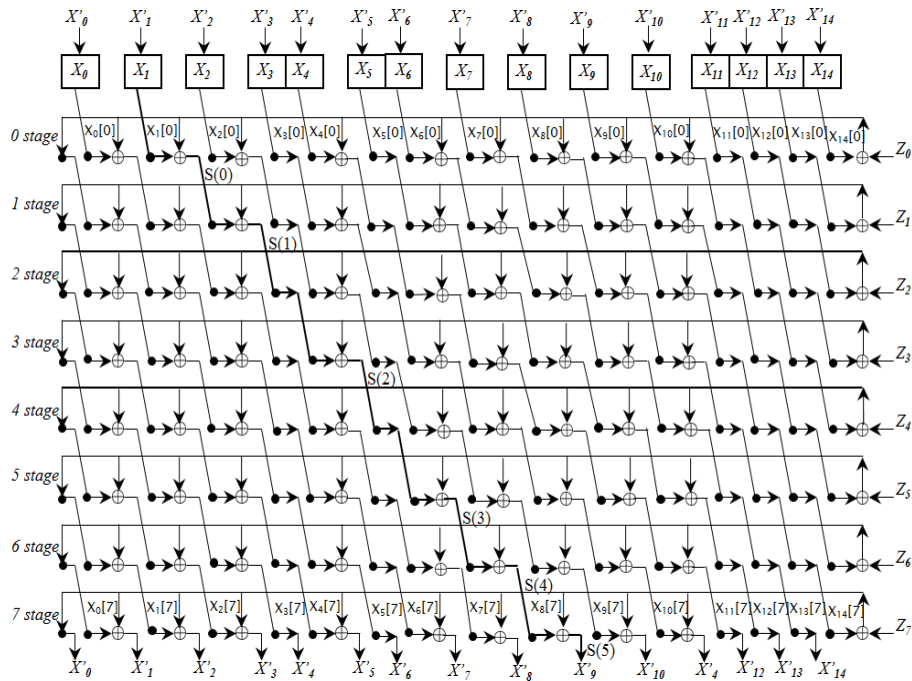 X'0 X'1 X'2 X'3 X'4 X'5 X'6 X'7 X'8 X'9 X'10 X'11 X'12 X'13 X'14
X0 X1 X2 X3 X4 X5 X6 X7 X8 X9 X10 X11 X12 X13 X14
0 stage X0[0] X1[0] X2[0] X3[0] X4[0] X5[0] X6[0] X7[0] X8[0] X9[0] X10[0] X11[0] X12[0] X13[0] X14[0] Z0
S(0)
1 stage Z1
S(1)
2 stage Z2
3 stage Z3
S(2)
4 stage Z4
5 stage Z5
S(3)
6 stage Z6
S(4)
7 stage X0[7] X1[7] X2[7] X3[7] X4[7] X5[7] X6[7] X7[7] X8[7] X9[7] X10[7] X11[7] X12[7] X13[7] X14[7] Z7
S(5)
X'0 X'1 X'2 X'3 X'4 X'5 X'6 X'7 X'8 X'9 X'10 X'4 X'12 X'13 X'14